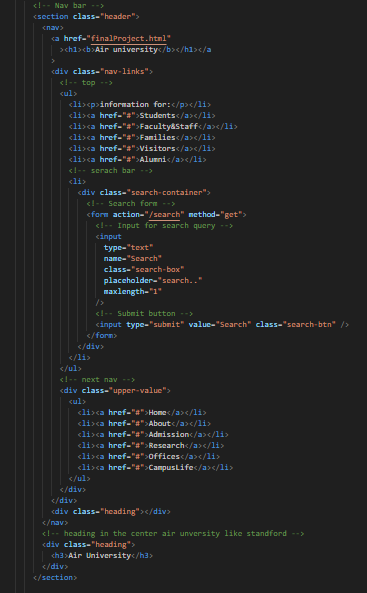 <!-- Nav bar -->
<section class="header">
<nav>
<a href="finalProject.html"
><h1><b>Air university</b></h1></a
>
<div class="nav-links">
<!-- top -->
<ul>
<li><p>information for:</p></li>
<li><a href="#">Students</a></li>
<li><a href="#">Faculty&Staff</a></li>
<li><a href="#">Families</a></li>
<li><a href="#">Visitors</a></li>
<li><a href="#">Alumni</a></li>
<!-- serach bar -->
<li>
<div class="search-container">
<!-- Search form -->
<form action="/search" method="get">
<!-- Input for search query -->
<input
type="text"
name="Search"
class="search-box"
placeholder="search.."
maxlength="1"
/>
<!-- Submit button -->
<input type="submit" value="Search" class="search-btn" />
</form>
</div>
</li>
</ul>
<!-- next nav -->
<div class="upper-value">
<ul>
<li><a href="#">Home</a></li>
<li><a href="#">About</a></li>
<li><a href="#">Admission</a></li>
<li><a href="#">Research</a></li>
<li><a href="#">Offices</a></li>
<li><a href="#">CampusLife</a></li>
</ul>
</div>
</div>
<div class="heading"></div>
</nav>
<!-- heading in the center air unversity like standford -->
<div class="heading">
<h3>Air University</h3>
</div>
</section>